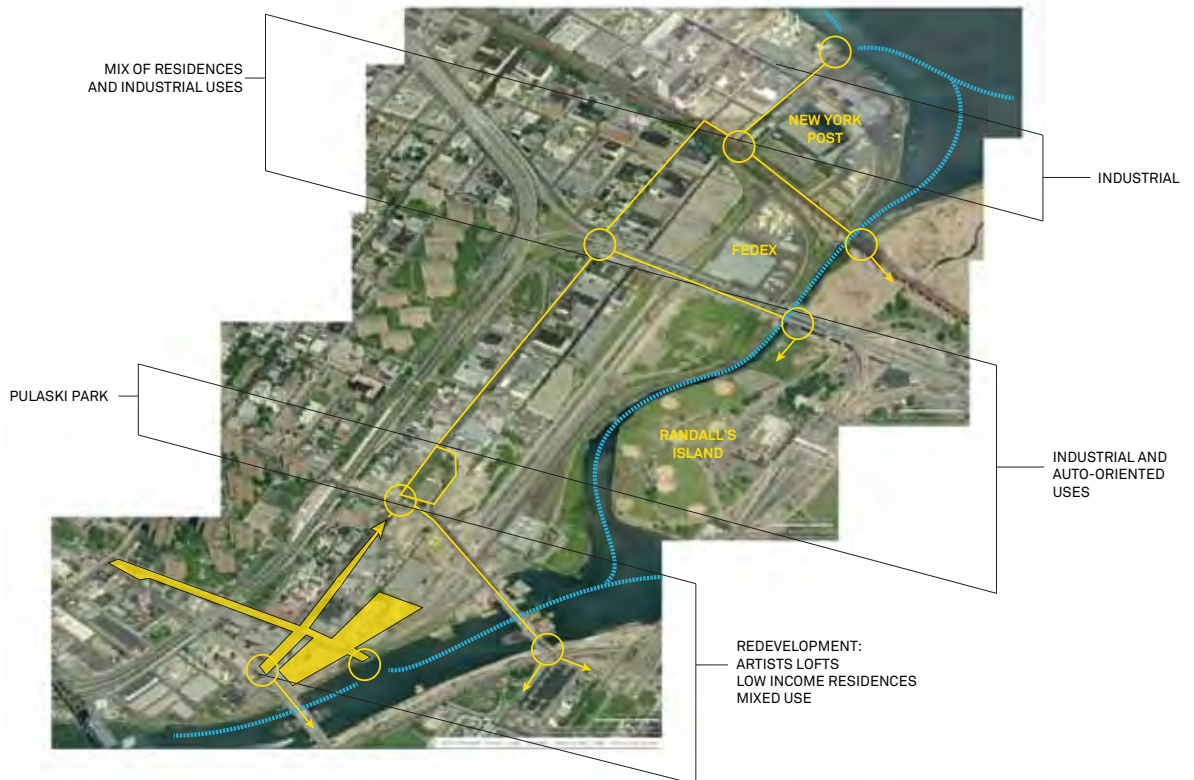 MIX OF RESIDENCES
AND INDUSTRIAL USES
NEW YORK
POST
INDUSTRIAL
FEDEX
PULASKI PARK
RANDALL'S
ISLAND
INDUSTRIAL AND
AUTO-ORIENTED
USES
REDEVELOPMENT:
ARTISTS LOFTS
LOW INCOME RESIDENCES
MIXED USE